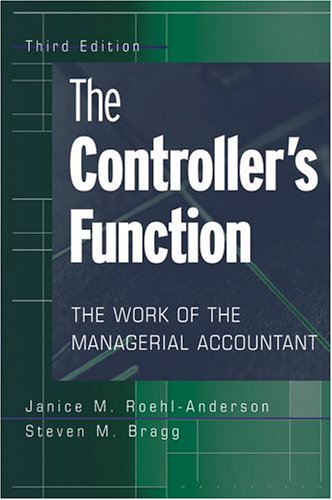 Third Edition
The
Controller's
Function
THE WORK OF THE
MANAGERIAL ACCOUNTANT
Janice M. Roehl-Anderson
Steven M. Bragg